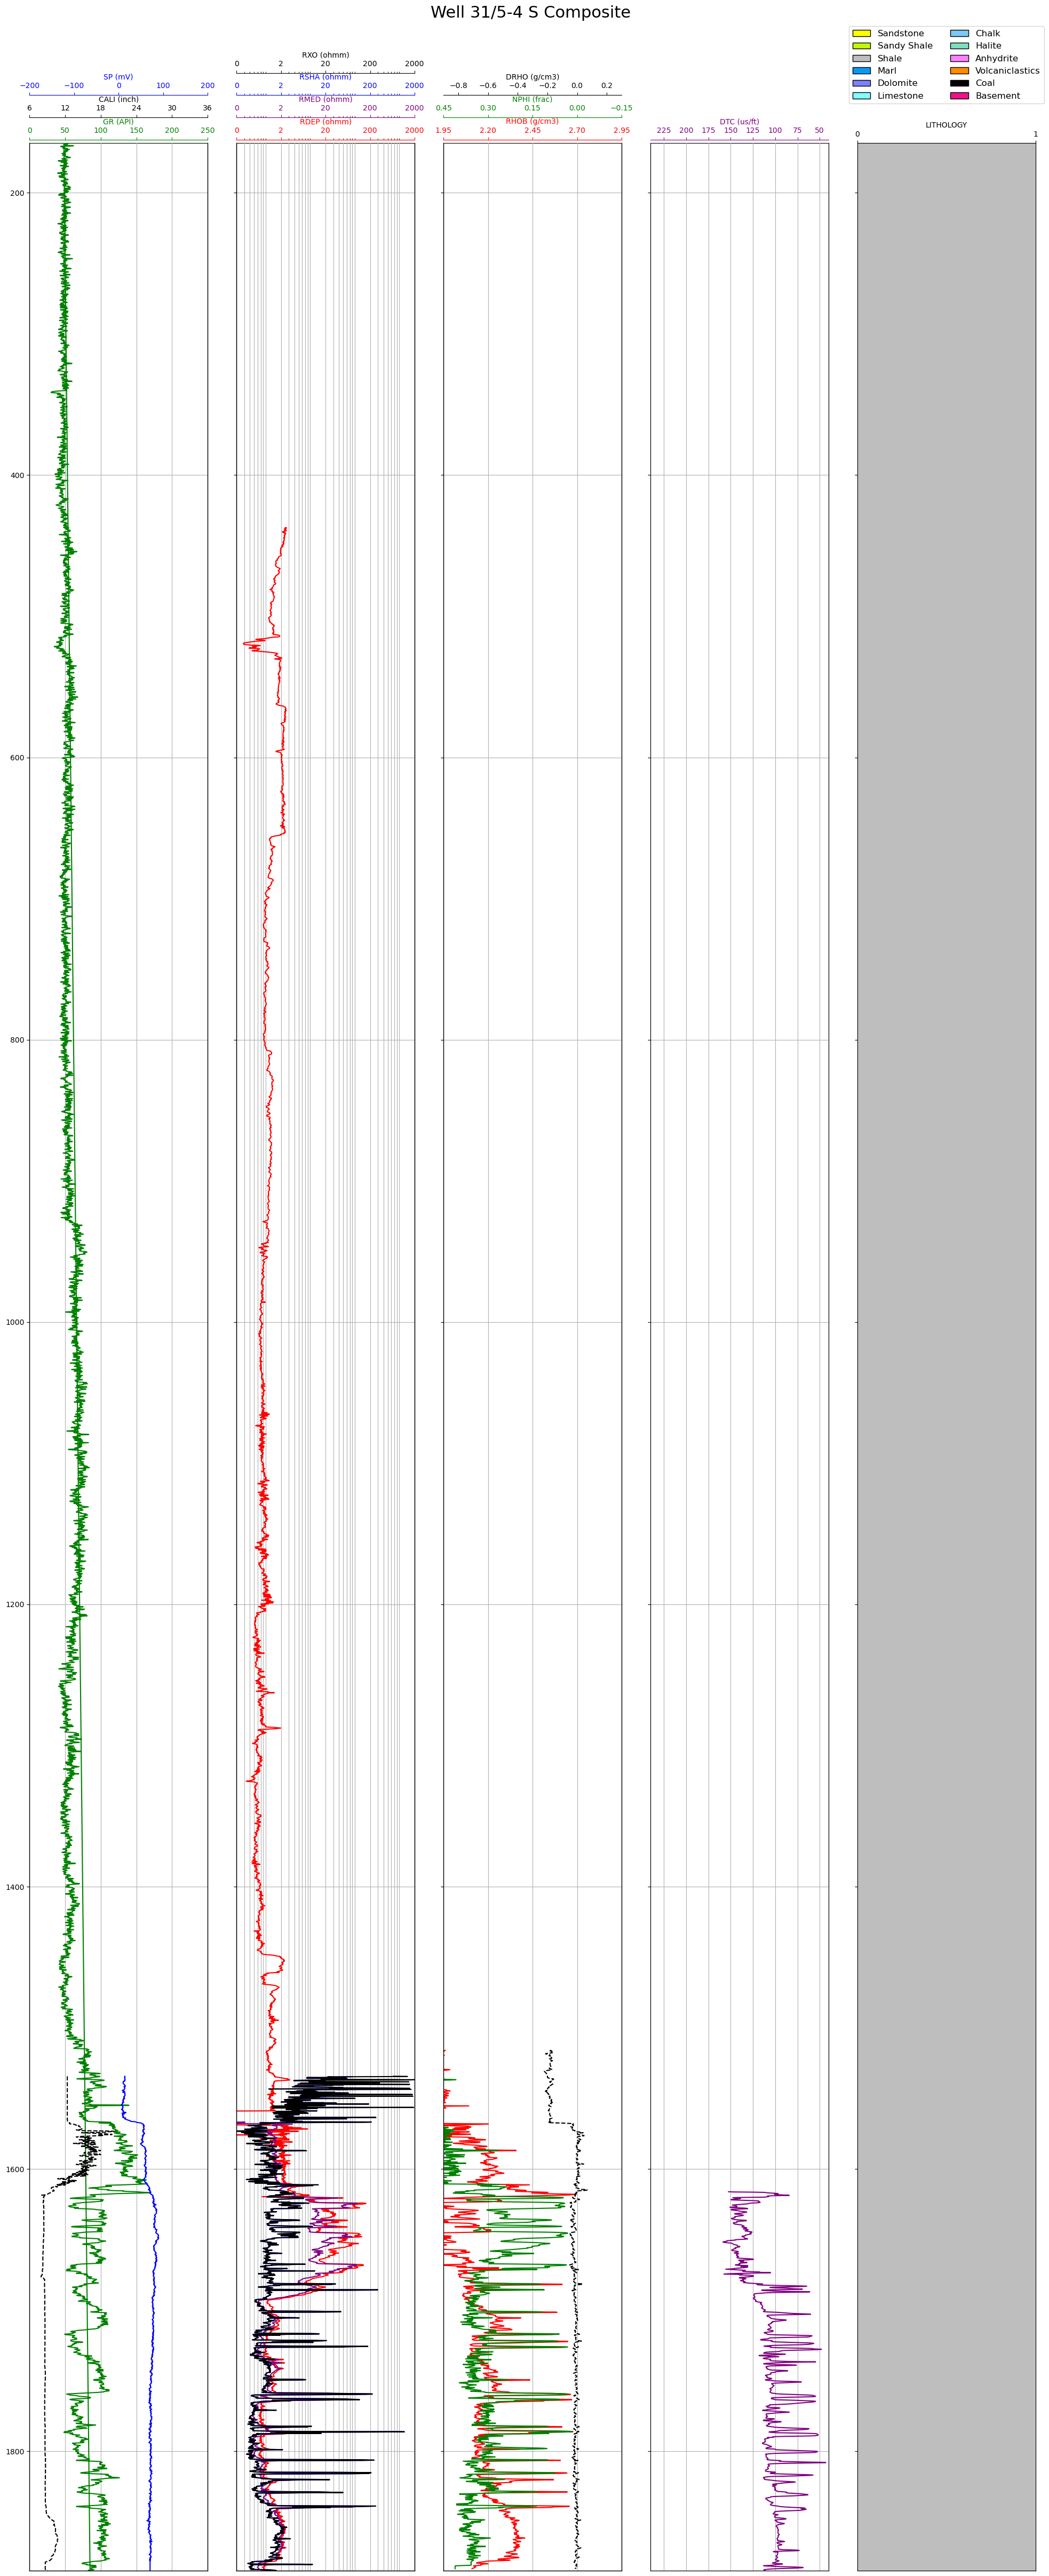 Well 31/5-4 S Composite
Sandstone Chalk
Sandy Shale Halite
Shale Anhydrite
Marl Volcaniclastics
Dolomite Coal
Limestone Basement
RXO (ohmm)
0 2 20 200 2000
SP (mV) RSHA (ohmm) DRHO (g/cm3)
−200 −100 0 100 200 0 2 20 200 2000 −0.8 −0.6 −0.4 −0.2 0.0 0.2
CALI (inch) RMED (ohmm) NPHI (frac)
6 12 18 24 30 36 0 2 20 200 2000 0.45 0.30 0.15 0.00 −0.15
GR (API) RDEP (ohmm) RHOB (g/cm3) DTC (us/ft) LITHOLOGY
0 50 100 150 200 250 0 2 20 200 2000 1.95 2.20 2.45 2.70 2.95 225 200 175 150 125 100 75 50 0 1
200
400
600
800
1000
1200
1400
1600
1800